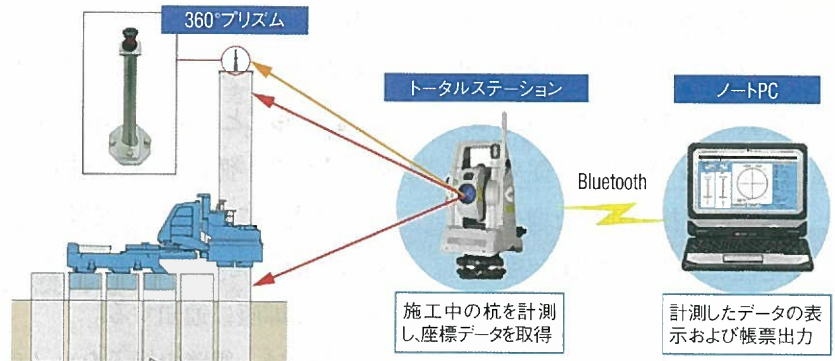 360°プリズム
トータルステーション
ノートPC
Bluetooth
施工中の杭を計測
し、座標データを取得
計測したデータの表
示および帳票出力